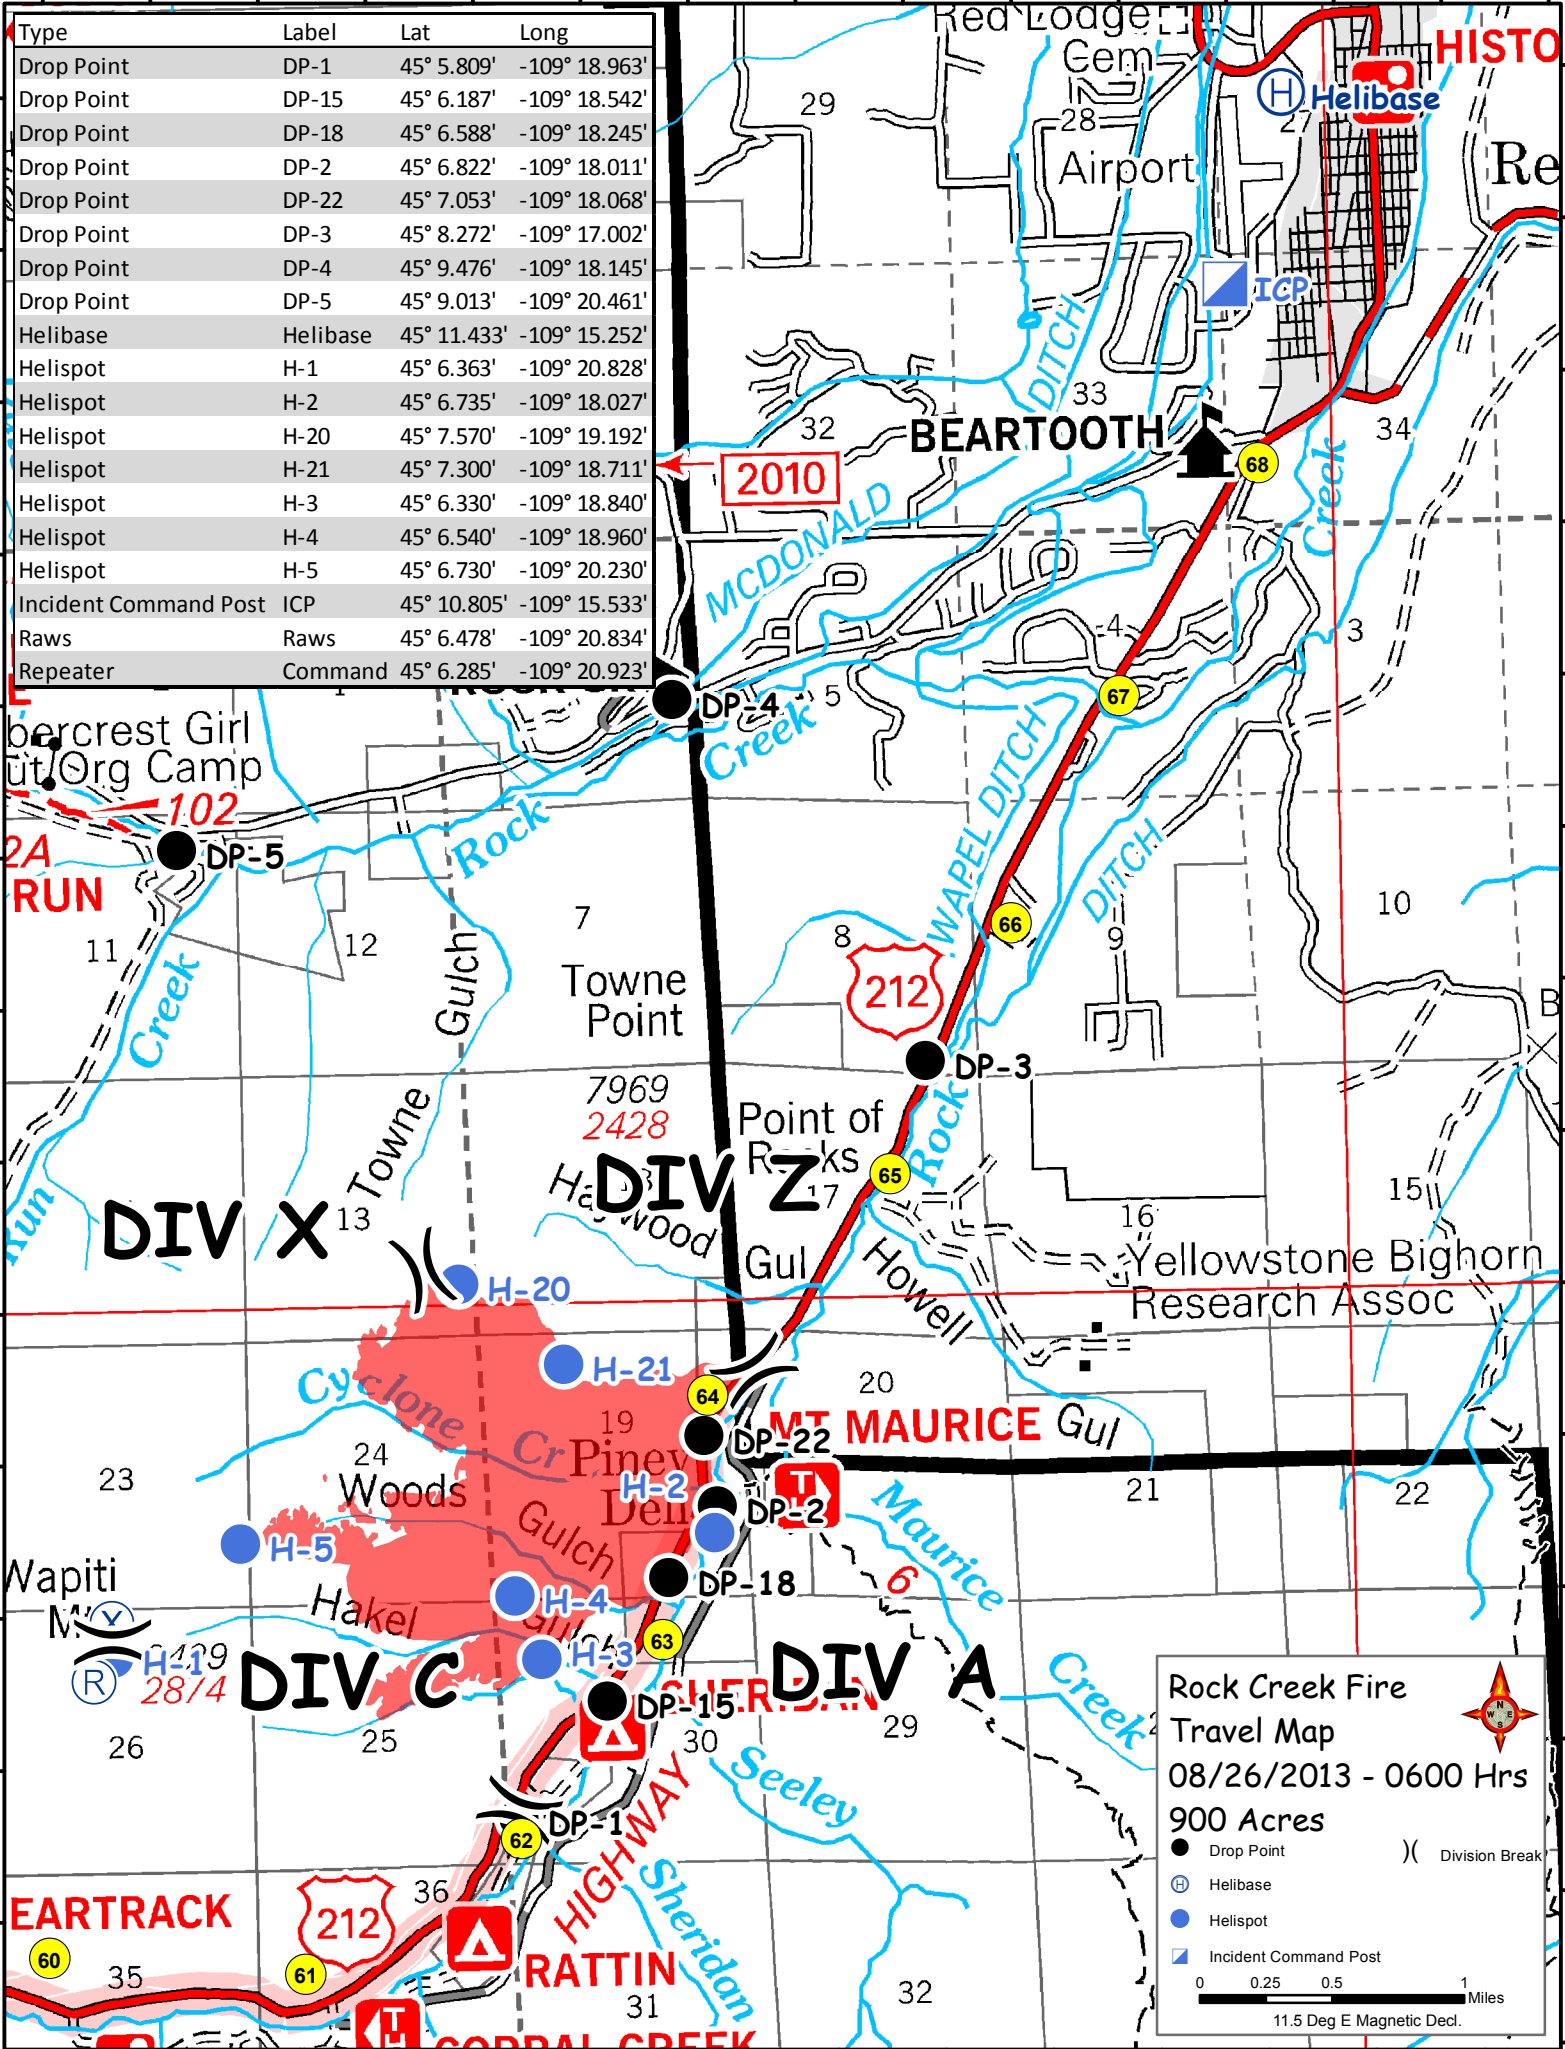 Type Label Lat Long
Drop Point DP-1 45° 5.809' -109° 18.963'
Drop Point DP-15 45° 6.187' -109° 18.542'
Drop Point DP-18 45° 6.588' -109° 18.245'
Drop Point DP-2 45° 6.822' -109° 18.011'
Drop Point DP-22 45° 7.053' -109° 18.068'
Drop Point DP-3 45° 8.272' -109° 17.002'
Drop Point DP-4 45° 9.476' -109° 18.145'
Drop Point DP-5 45° 9.013' -109° 20.461'
Helibase Helibase 45° 11.433' -109° 15.252'
Helispot H-1 45° 6.363' -109° 20.828'
Helispot H-2 45° 6.735' -109° 18.027'
Helispot H-20 45° 7.570' -109° 19.192'
Helispot H-21 45° 7.300' -109° 18.711'
Helispot H-3 45° 6.330' -109° 18.840'
Helispot H-4 45° 6.540' -109° 18.960'
Helispot H-5 45° 6.730' -109° 20.230'
Incident Command Post ICP 45° 10.805' -109° 15.533'
Raws Raws 45° 6.478' -109° 20.834'
Repeater Command 45° 6.285' -109° 20.923'
Red Lodge
Cem
HISTO
H Helibase
29
28
27
Airport
Re
ICP
DITCH
33
32
34
BEARTOOTH
68
2010
MCDONALD
Creek
4
3
5
67
DP-4
Creek
bercrest Girl
ut/Org Camp
102
WAPEL DITCH
Rock
DP-5
2A
RUN
DITCH
66
10
7
8
9
11
12
Gulch
Creek
Towne
Point
212
B
DP-3
7969
2428
Point of
Rocks
Rock
Towne
65
DIV Z
17
15
16
Run
DIV X
13
Haywood
Gul
Howell
Yellowstone Bighorn
Research Assoc
H-20
H-21
Cyclone
Cr
64
20
19
MT MAURICE
Gul
DP-22
24
23
Piney
Dell
Woods
Gulch
H-2
DP-2
T
21
22
Maurice
H-5
Wapiti
DP-18
6
H-4
Hakel
Gulch
X
63
H-3
H-1
R
2874
DIV C
DIV A
DP-15
SHERIDAN
Creek
26
25
30
29
Seeley
DP-1
62
HIGHWAY
Sheridan
36
EARTRACK
212
60
61
35
RATTIN
31
32
T
CORRAL CREEK
Rock Creek Fire
Travel Map
08/26/2013 - 0600 Hrs
900 Acres
N
W E
S
Drop Point )( Division Break
H Helibase
Helispot
Incident Command Post
0 0.25 0.5 1
Miles
11.5 Deg E Magnetic Decl.